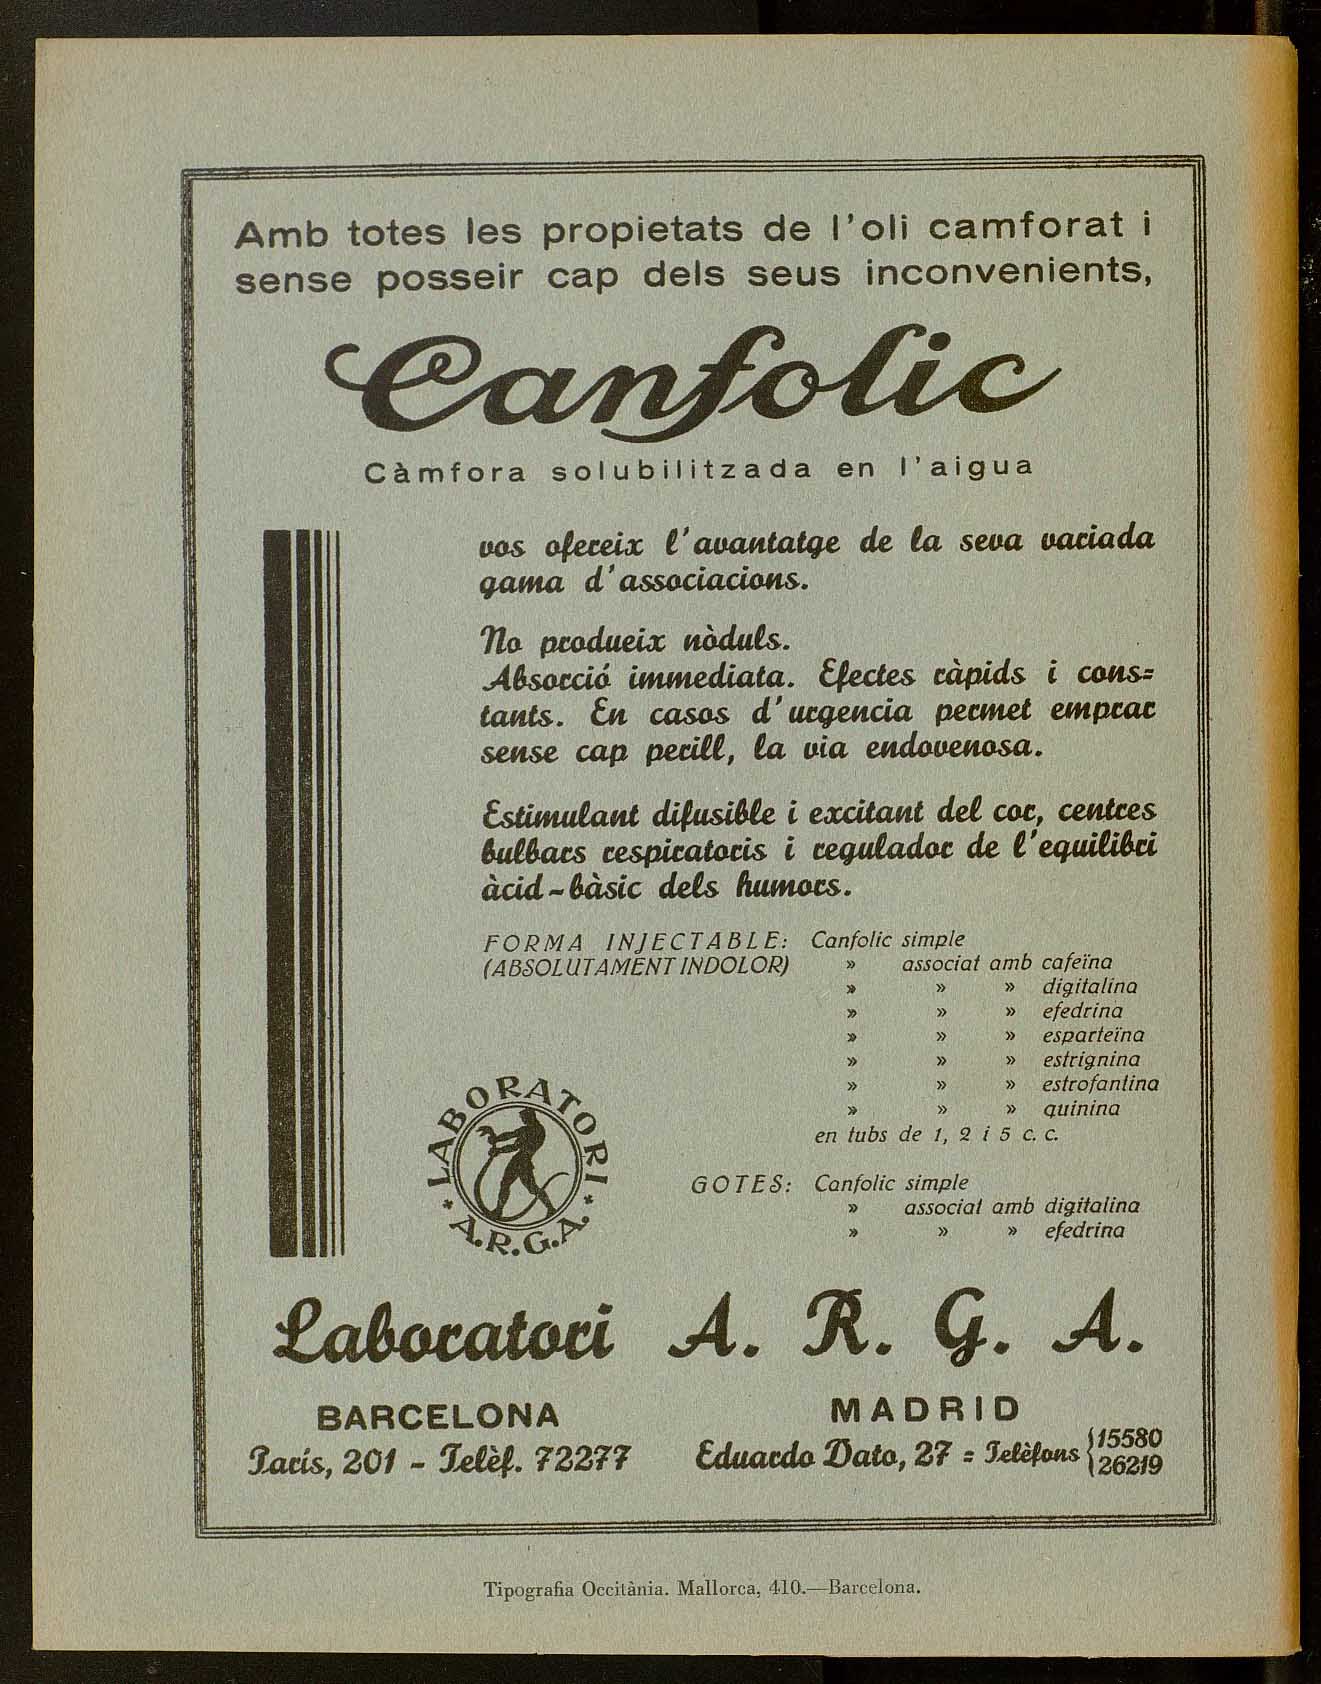 Amb totes les propietats de l'oli camforat i
sense posseir cap dels seus inconvenients,
Canfolic
Càmfora solubilitzada en l'aigua
vos ofereix l'avantatge de la seva variada
gama d'associacions.
No produeix nòduls.
Absorció immediata. Efectes ràpids i cons=
tants. En casos d'urgencia permet emprar
sense cap perill, la via endovenosa.
Estimulant difusible i excitant del cor, centres
bulbars respiratoris i regulador de l'equilibri
àcid-bàsic dels humors.
FORMA INJECTABLE: Canfolic simple
(ABSOLUTAMENT INDOLOR) » associat amb cafeïna
» » » digitalina
» » » efedrina
» » » esparteïna
» » » estrignina
» » » estrofantina
» » » quinina
en tubs de 1, 2 i 5 c. c.
GOTES: Canfolic simple
» associat amb digitalina
» » » efedrina
LABORATORI
A.R.G.A.
Laboratori A. R. G. A.
BARCELONA MADRID
París, 201 - Telèf. 72277 Eduardo Dato, 27 = Telèfons { 15580
26219
Tipografia Occitània. Mallorca, 410.—Barcelona.